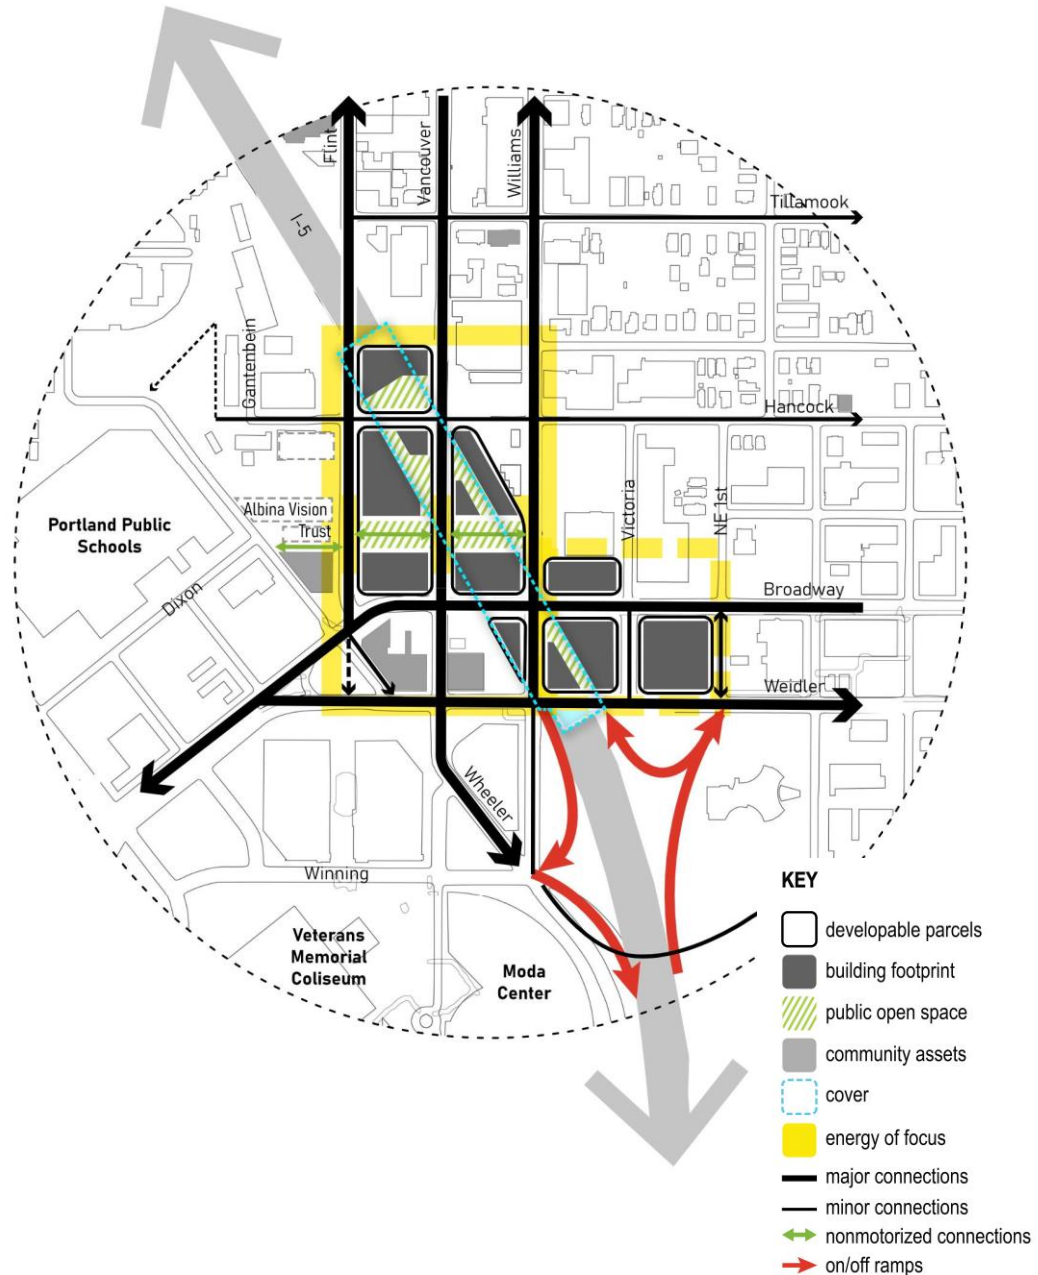 Flint
Vancouver
Williams
Tillamook
I-5
Gantenbein
Hancock
Albina Vision
Trust
Portland Public
Schools
Victoria
NE 1st
Dixon
Broadway
Weidler
Wheeler
Winning
Veterans
Memorial
Coliseum
Moda
Center
KEY
developable parcels
building footprint
public open space
community assets
cover
energy of focus
major connections
minor connections
nonmotorized connections
on/off ramps